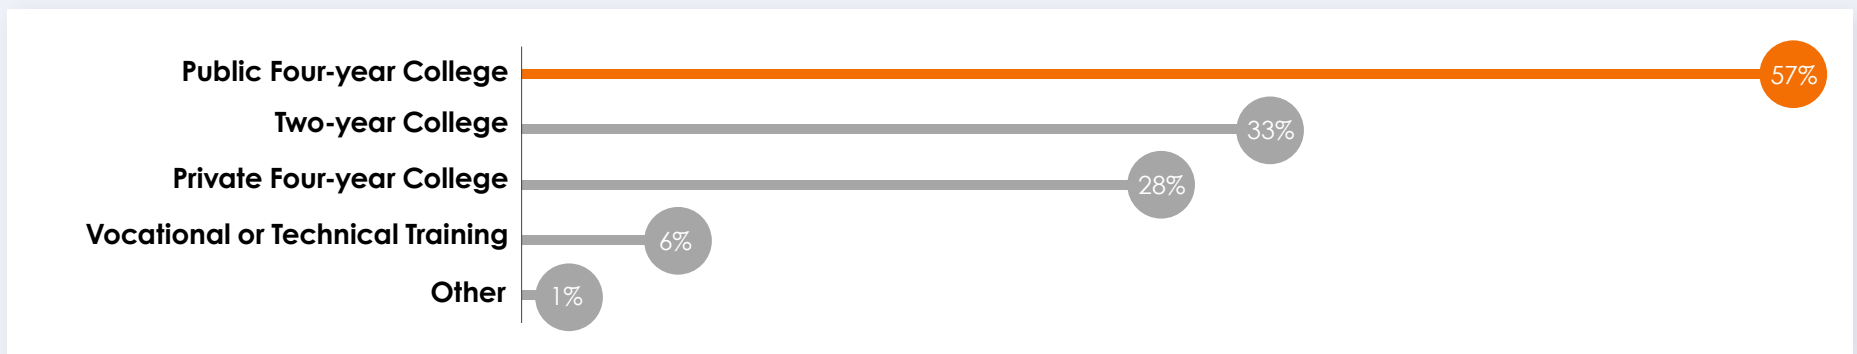 Public Four-year College 57%
Two-year College 33%
Private Four-year College 28%
Vocational or Technical Training 6%
Other 1%